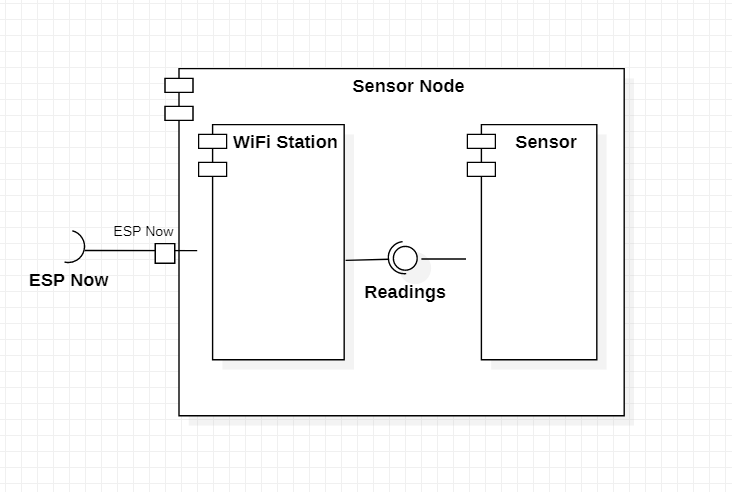 Sensor Node
WiFi Station
Sensor
ESP Now
ESP Now
Readings